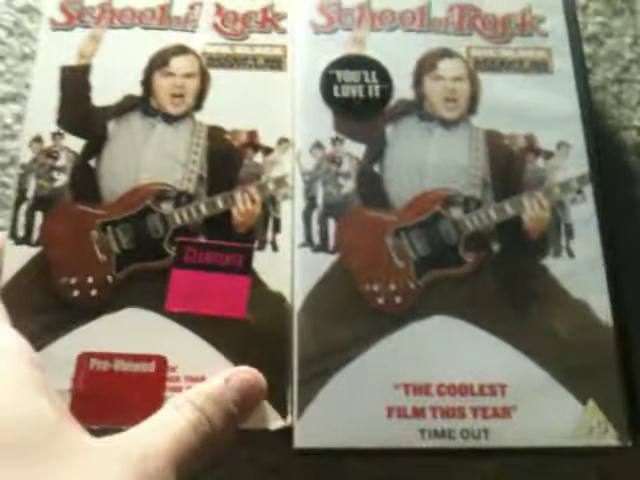 School of Rock
School of Rock
"YOU'LL
LOVE IT"
CLEARANCE
Pre-Viewed
"THE COOLEST
FILM THIS YEAR"
TIME OUT